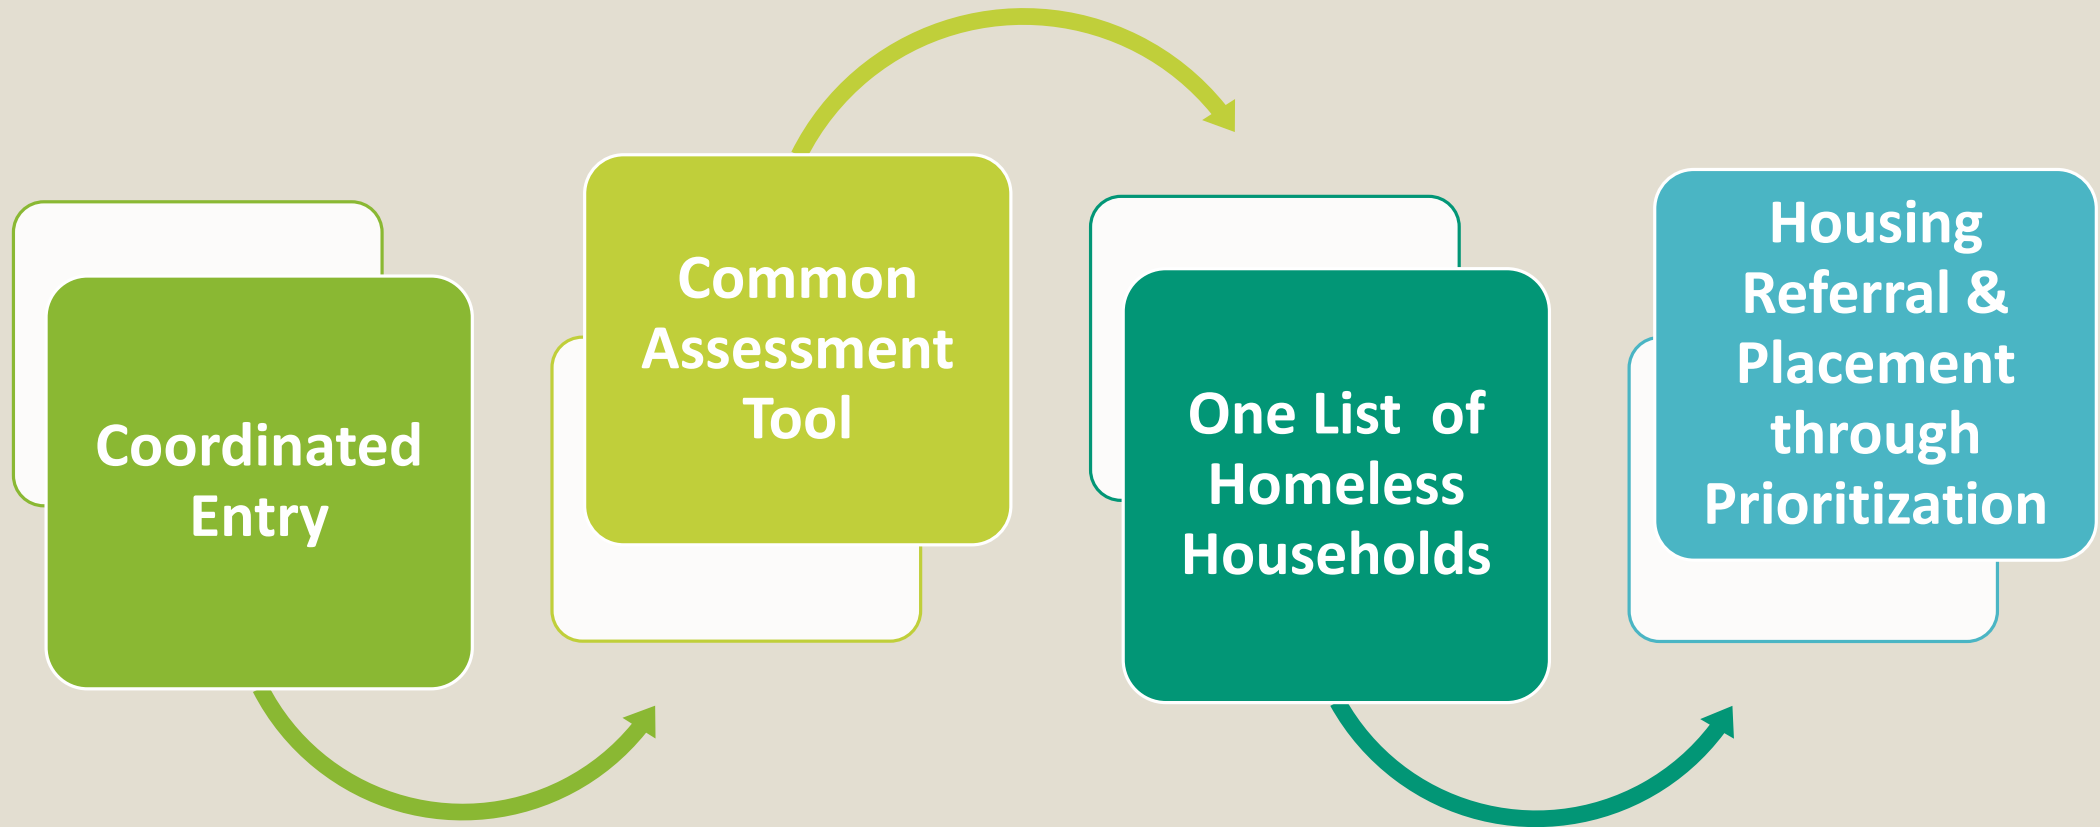 Coordinated
Entry
Common
Assessment
Tool
One List  of
Homeless
Households
Housing
Referral &
Placement
through
Prioritization